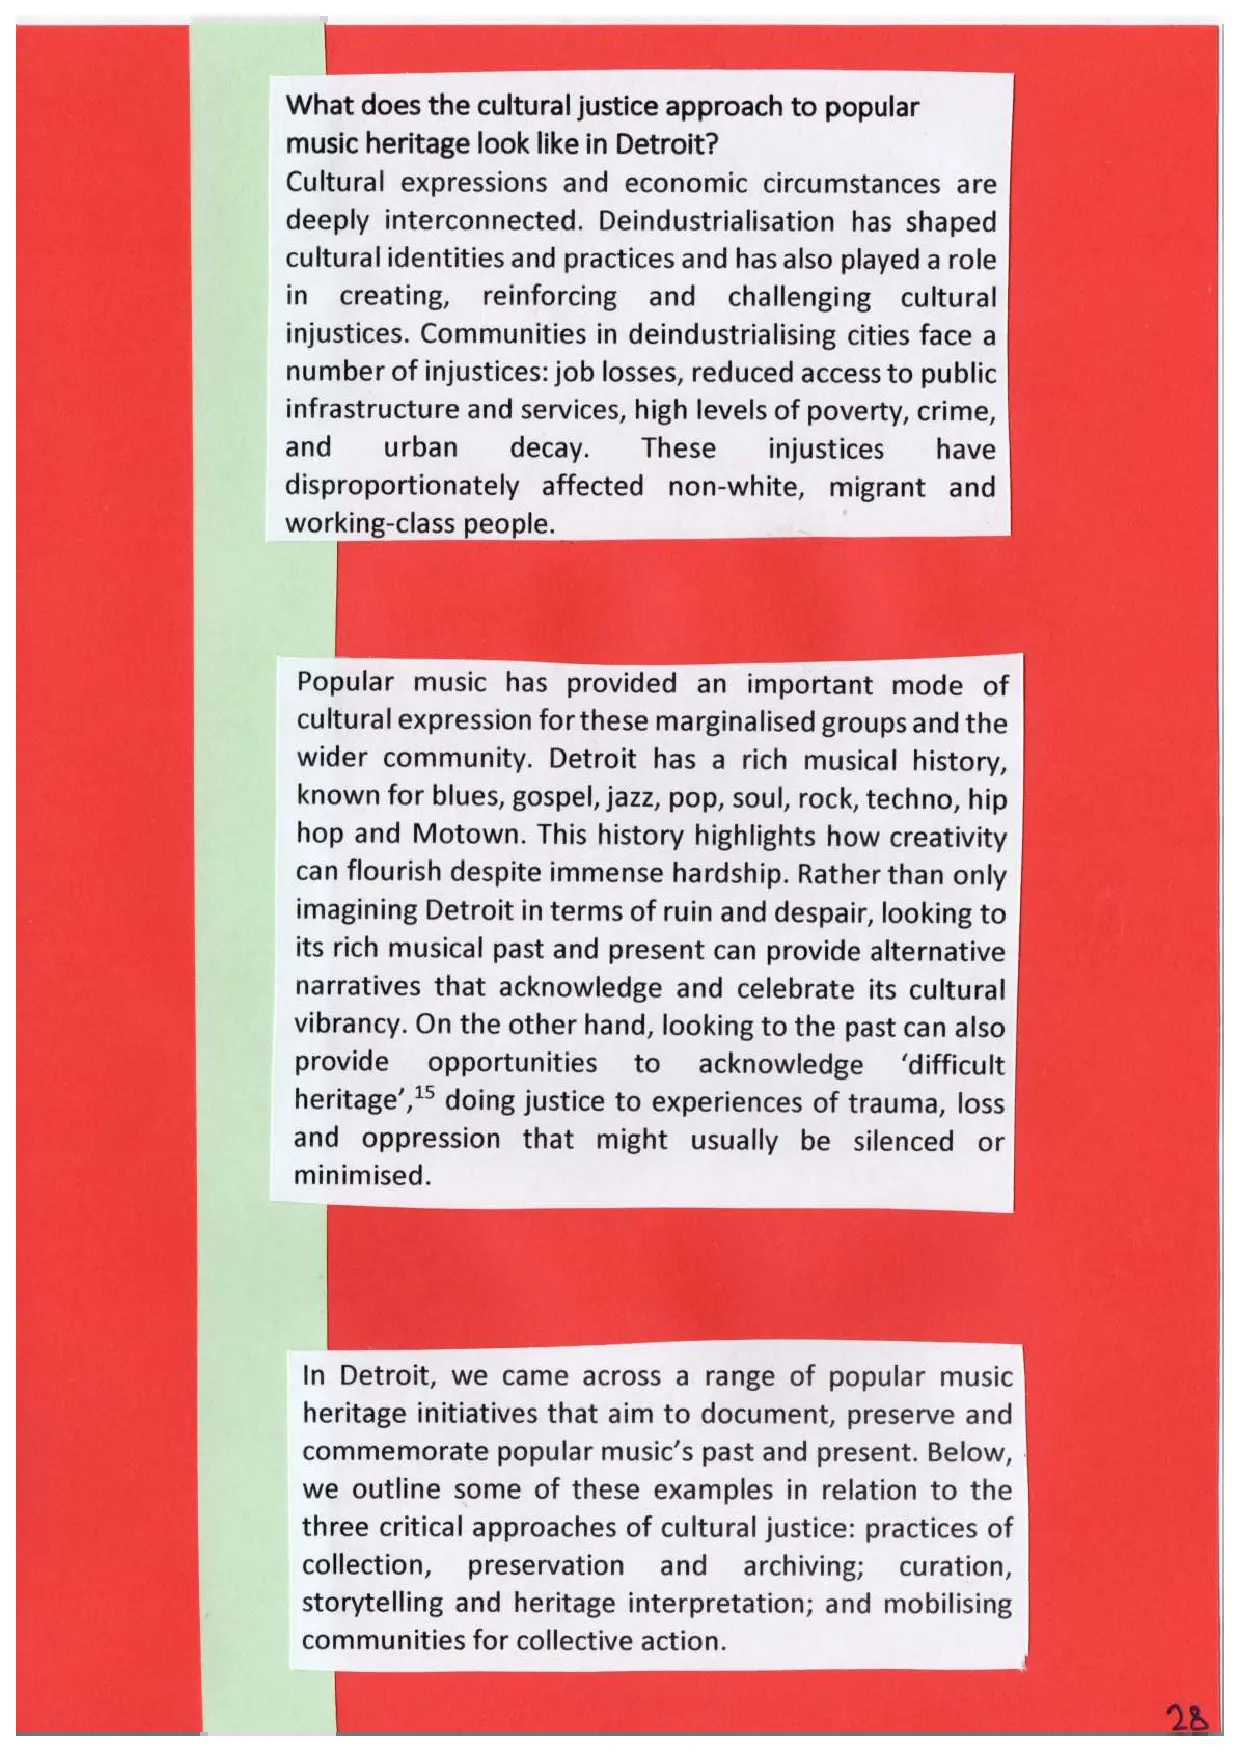 What does the cultural justice approach to popular
music heritage look like in Detroit?
Cultural expressions and economic circumstances are
deeply interconnected. Deindustrialisation has shaped
cultural identities and practices and has also played a role
in creating, reinforcing and challenging cultural
injustices. Communities in deindustrialising cities face a
number of injustices: job losses, reduced access to public
infrastructure and services, high levels of poverty, crime,
and urban decay. These injustices have
disproportionately affected non-white, migrant and
working-class people.
Popular music has provided an important mode of
cultural expression for these marginalised groups and the
wider community. Detroit has a rich musical history,
known for blues, gospel, jazz, pop, soul, rock, techno, hip
hop and Motown. This history highlights how creativity
can flourish despite immense hardship. Rather than only
imagining Detroit in terms of ruin and despair, looking to
its rich musical past and present can provide alternative
narratives that acknowledge and celebrate its cultural
vibrancy. On the other hand, looking to the past can also
provide opportunities to acknowledge ‘difficult
heritage’,¹⁵ doing justice to experiences of trauma, loss
and oppression that might usually be silenced or
minimised.
In Detroit, we came across a range of popular music
heritage initiatives that aim to document, preserve and
commemorate popular music’s past and present. Below,
we outline some of these examples in relation to the
three critical approaches of cultural justice: practices of
collection, preservation and archiving; curation,
storytelling and heritage interpretation; and mobilising
communities for collective action.
28